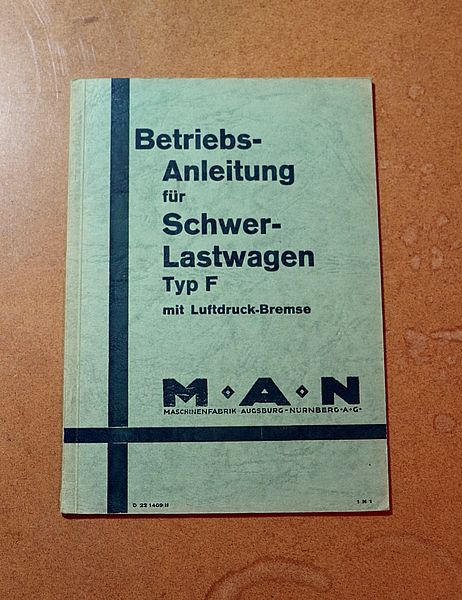 Betriebs-
Anleitung
für
Schwer-
Lastwagen
Typ F
mit Luftdruck-Bremse
M·A·N
MASCHINENFABRIK AUGSBURG-NÜRNBERG·A·G·
D 22 1409 II
1 H 1